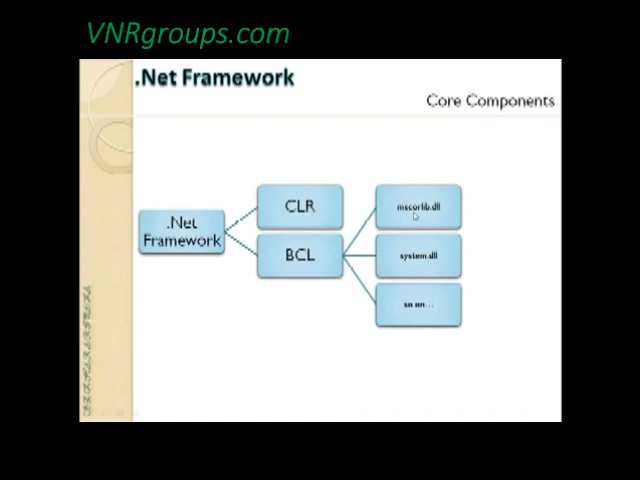 VNRgroups.com
.Net Framework
Core Components
CLR
mscorlib.dll
.Net
Framework
BCL
system.dll